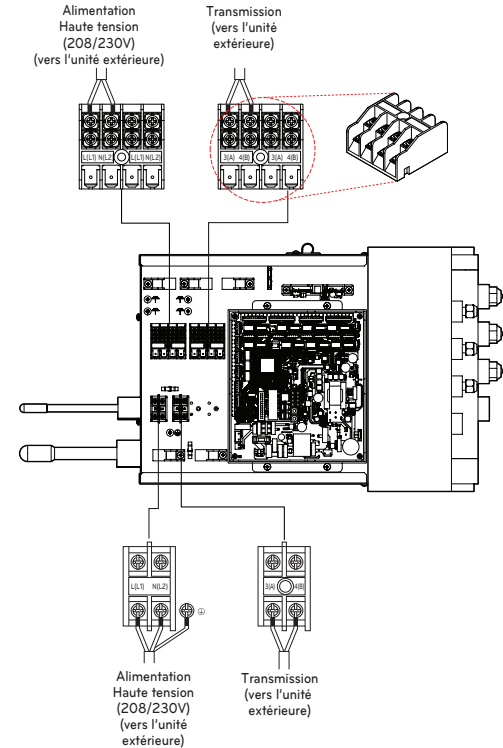 Alimentation
Haute tension
(208/230V)
(vers l'unité extérieure)
Transmission
(vers l'unité
extérieure)
L(L1) N(L2) L(L1) N(L2)
3(A) 4(B) 3(A) 4(B)
L(L1) N(L2)
3(A) 4(B)
Alimentation
Haute tension
(208/230V)
(vers l'unité
extérieure)
Transmission
(vers l'unité
extérieure)